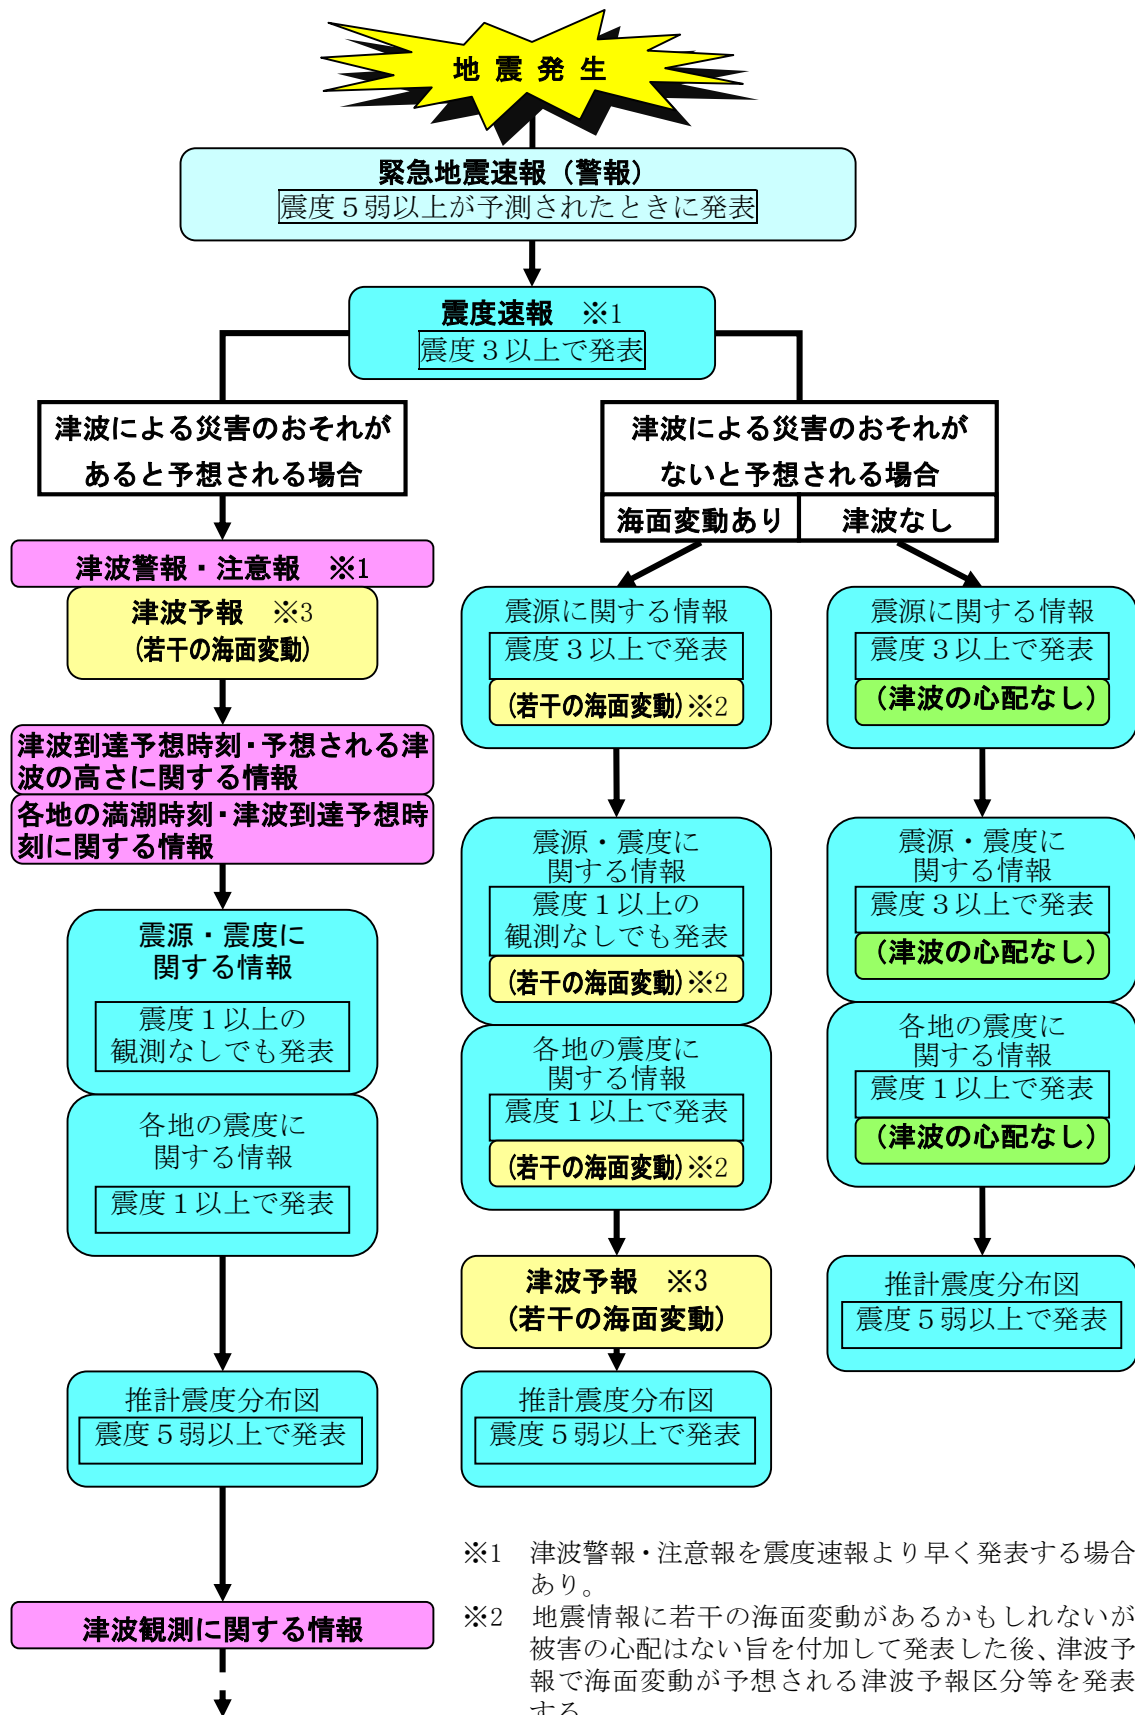 地震発生
緊急地震速報（警報）
震度５弱以上が予測されたときに発表
震度速報　※1
震度３以上で発表
津波による災害のおそれが
あると予想される場合
津波警報・注意報　※1
津波予報　※3
(若干の海面変動)
津波到達予想時刻・予想される津
波の高さに関する情報
各地の満潮時刻・津波到達予想時
刻に関する情報
震源・震度に
関する情報
震度１以上の
観測なしでも発表
各地の震度に
関する情報
震度１以上で発表
推計震度分布図
震度５弱以上で発表
津波観測に関する情報
津波による災害のおそれが
ないと予想される場合
海面変動あり
津波なし
震源に関する情報
震度３以上で発表
(若干の海面変動)※2
震源・震度に
関する情報
震度１以上の
観測なしでも発表
(若干の海面変動)※2
各地の震度に
関する情報
震度１以上で発表
(若干の海面変動)※2
津波予報　※3
(若干の海面変動)
推計震度分布図
震度５弱以上で発表
震源に関する情報
震度３以上で発表
(津波の心配なし)
震源・震度に
関する情報
震度３以上で発表
(津波の心配なし)
各地の震度に
関する情報
震度１以上で発表
(津波の心配なし)
推計震度分布図
震度５弱以上で発表
※1　津波警報・注意報を震度速報より早く発表する場合
あり。
※2　地震情報に若干の海面変動があるかもしれないが
被害の心配はない旨を付加して発表した後、津波予
報で海面変動が予想される津波予報区分等を発表
する